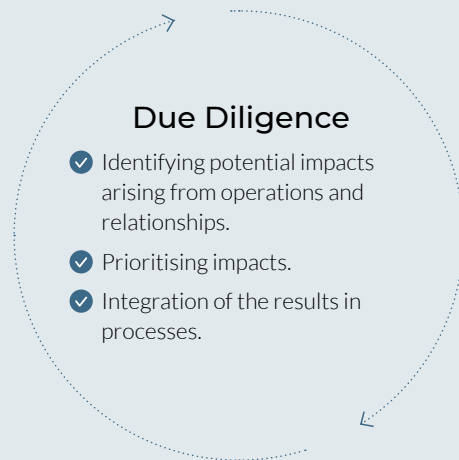 Due Diligence
Identifying potential impacts
arising from operations and
relationships.
Prioritising impacts.
Integration of the results in
processes.